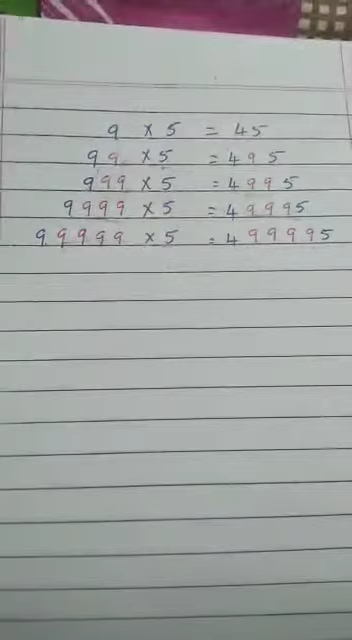 9 × 5 = 45
99 × 5 = 495
999 × 5 = 4995
9999 × 5 = 49995
99999 × 5 = 499995